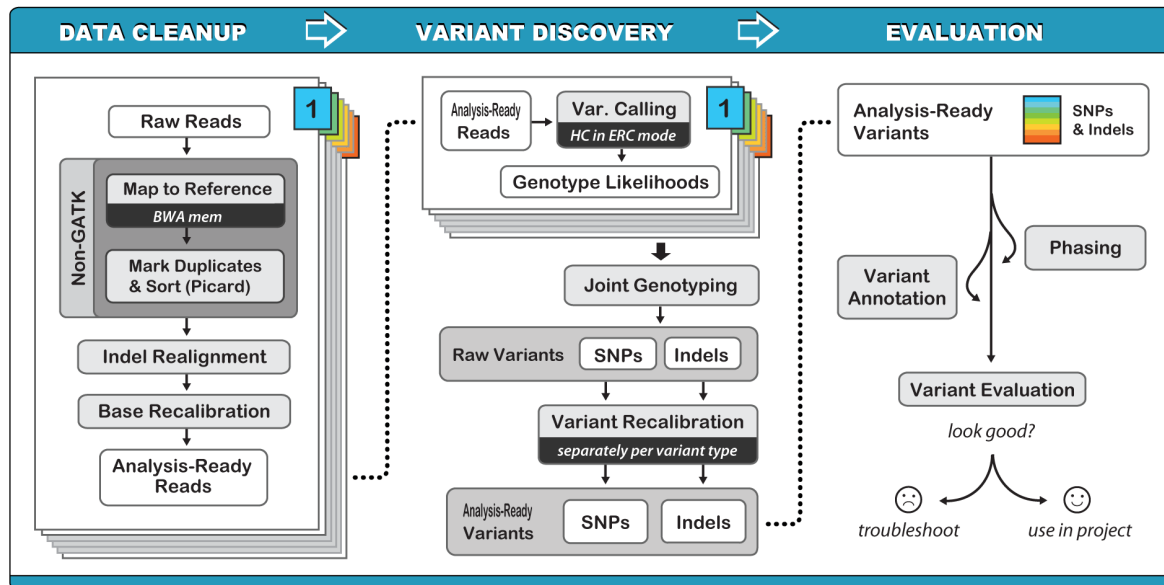 DATA CLEANUP
VARIANT DISCOVERY
EVALUATION
1
Raw Reads
Non-GATK
Map to Reference
BWA mem
Mark Duplicates
& Sort (Picard)
Indel Realignment
Base Recalibration
Analysis-Ready
Reads
1
Analysis-Ready
Reads
Var. Calling
HC in ERC mode
Genotype Likelihoods
Joint Genotyping
Raw Variants
SNPs
Indels
Variant Recalibration
separately per variant type
Analysis-Ready
Variants
SNPs
Indels
Analysis-Ready
Variants
SNPs
& Indels
Phasing
Variant
Annotation
Variant Evaluation
look good?
troubleshoot
use in project